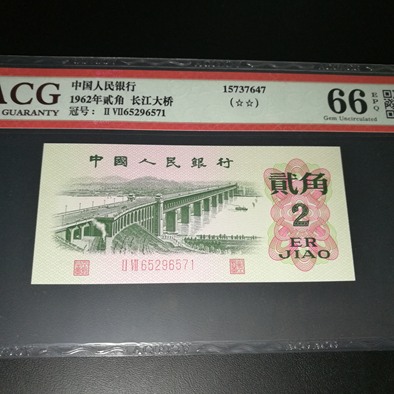 ACG
GUARANTY
中国人民银行
1962年贰角 长江大桥
冠号： II VII65296571
15737647
(☆☆)
66 EPQ
Gem Uncirculated
中國人民銀行
貳角
2
ER
JIAO
II VII 65296571